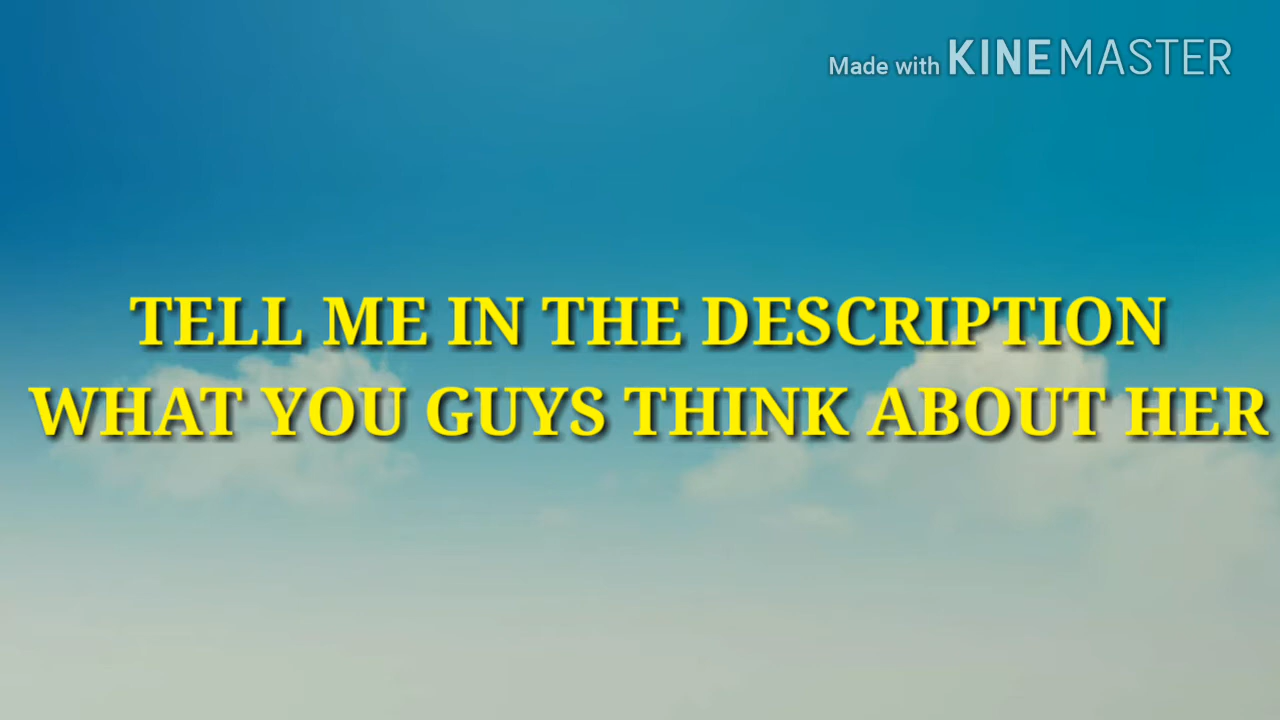 Made with KINEMASTER
TELL ME IN THE DESCRIPTION
WHAT YOU GUYS THINK ABOUT HER